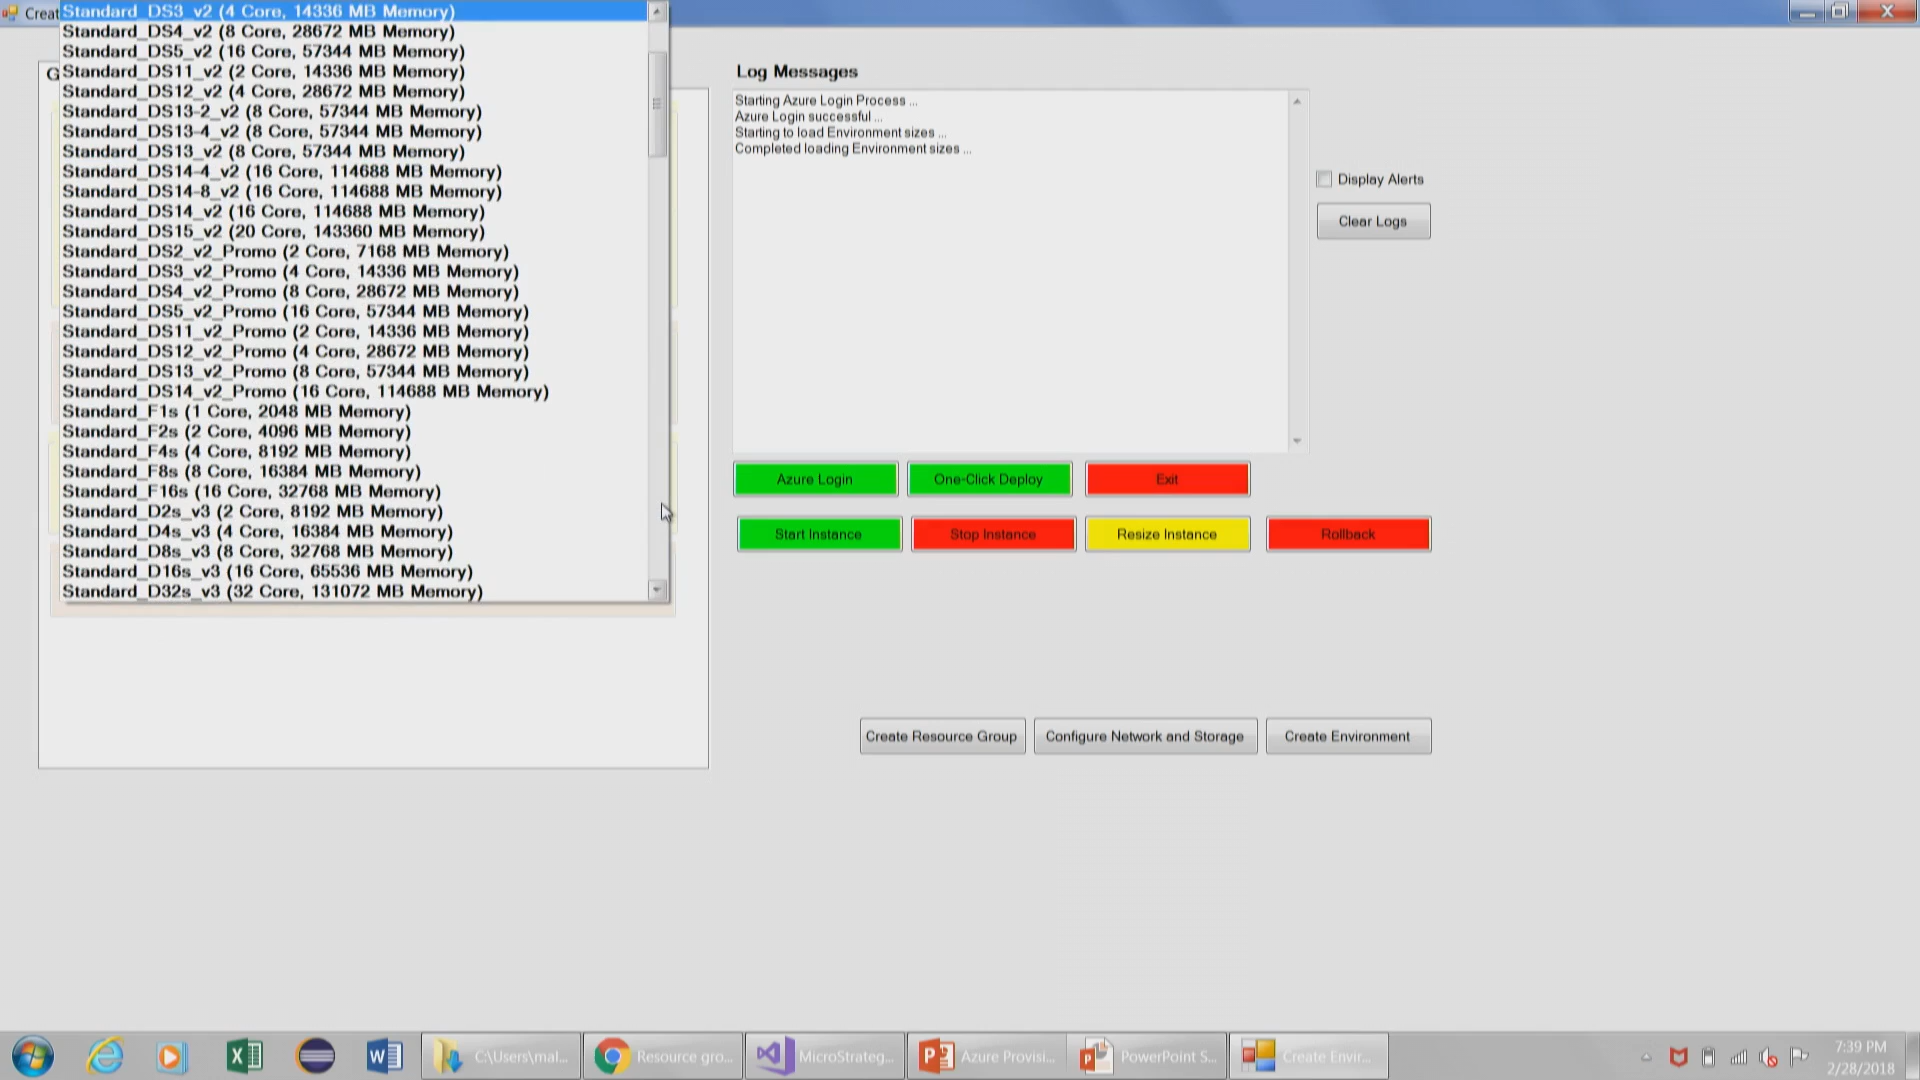 Creat
Standard_DS3_v2 (4 Core, 14336 MB Memory)
Standard_DS4_v2 (8 Core, 28672 MB Memory)
Standard_DS5_v2 (16 Core, 57344 MB Memory)
G
Standard_DS11_v2 (2 Core, 14336 MB Memory)
Standard_DS12_v2 (4 Core, 28672 MB Memory)
Standard_DS13-2_v2 (8 Core, 57344 MB Memory)
Standard_DS13-4_v2 (8 Core, 57344 MB Memory)
Standard_DS13_v2 (8 Core, 57344 MB Memory)
Standard_DS14-4_v2 (16 Core, 114688 MB Memory)
Standard_DS14-8_v2 (16 Core, 114688 MB Memory)
Standard_DS14_v2 (16 Core, 114688 MB Memory)
Standard_DS15_v2 (20 Core, 143360 MB Memory)
Standard_DS2_v2_Promo (2 Core, 7168 MB Memory)
Standard_DS3_v2_Promo (4 Core, 14336 MB Memory)
Standard_DS4_v2_Promo (8 Core, 28672 MB Memory)
Standard_DS5_v2_Promo (16 Core, 57344 MB Memory)
Standard_DS11_v2_Promo (2 Core, 14336 MB Memory)
Standard_DS12_v2_Promo (4 Core, 28672 MB Memory)
Standard_DS13_v2_Promo (8 Core, 57344 MB Memory)
Standard_DS14_v2_Promo (16 Core, 114688 MB Memory)
Standard_F1s (1 Core, 2048 MB Memory)
Standard_F2s (2 Core, 4096 MB Memory)
Standard_F4s (4 Core, 8192 MB Memory)
Standard_F8s (8 Core, 16384 MB Memory)
Standard_F16s (16 Core, 32768 MB Memory)
Standard_D2s_v3 (2 Core, 8192 MB Memory)
Standard_D4s_v3 (4 Core, 16384 MB Memory)
Standard_D8s_v3 (8 Core, 32768 MB Memory)
Standard_D16s_v3 (16 Core, 65536 MB Memory)
Standard_D32s_v3 (32 Core, 131072 MB Memory)
Log Messages
Starting Azure Login Process ...
Azure Login successful ...
Starting to load Environment sizes ...
Completed loading Environment sizes ...
Display Alerts
Clear Logs
Azure Login
One-Click Deploy
Exit
Start Instance
Stop Instance
Resize Instance
Rollback
Create Resource Group
Configure Network and Storage
Create Environment
C:\Users\mal...
Resource gro...
MicroStrateg...
Azure Provisi...
PowerPoint S...
Create Envir...
7:39 PM
2/28/2018